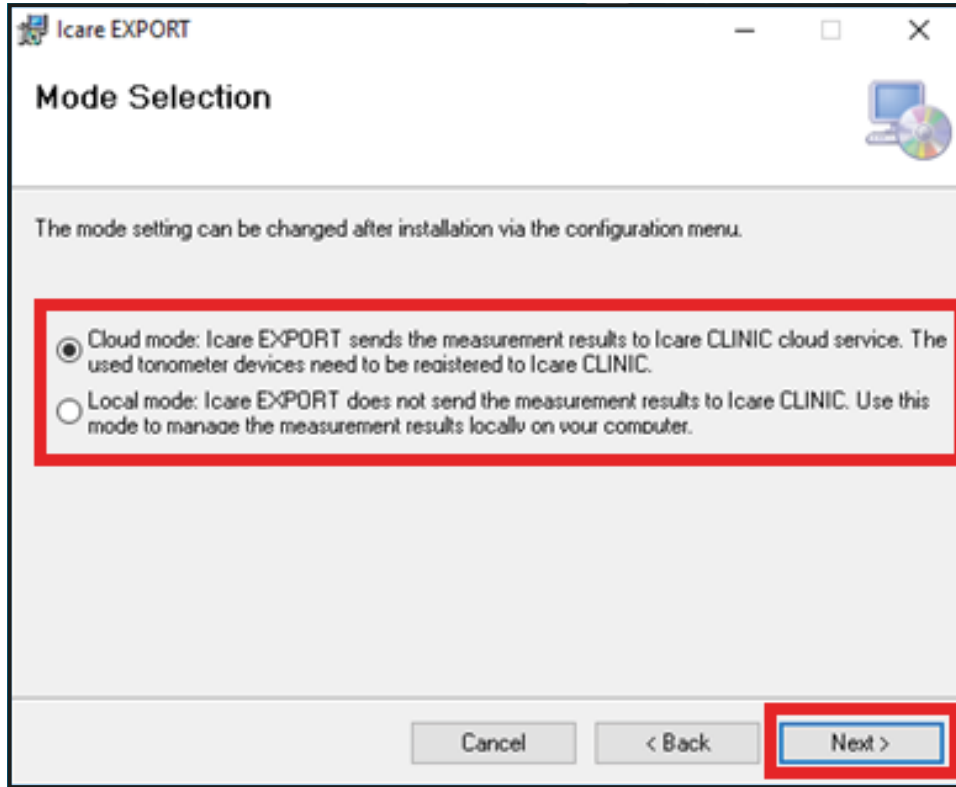 Icare EXPORT
Mode Selection
The mode setting can be changed after installation via the configuration menu.
Cloud mode: Icare EXPORT sends the measurement results to Icare CLINIC cloud service. The
used tonometer devices need to be registered to Icare CLINIC.
Local mode: Icare EXPORT does not send the measurement results to Icare CLINIC. Use this
mode to manage the measurement results locally on your computer.
Cancel
< Back
Next >